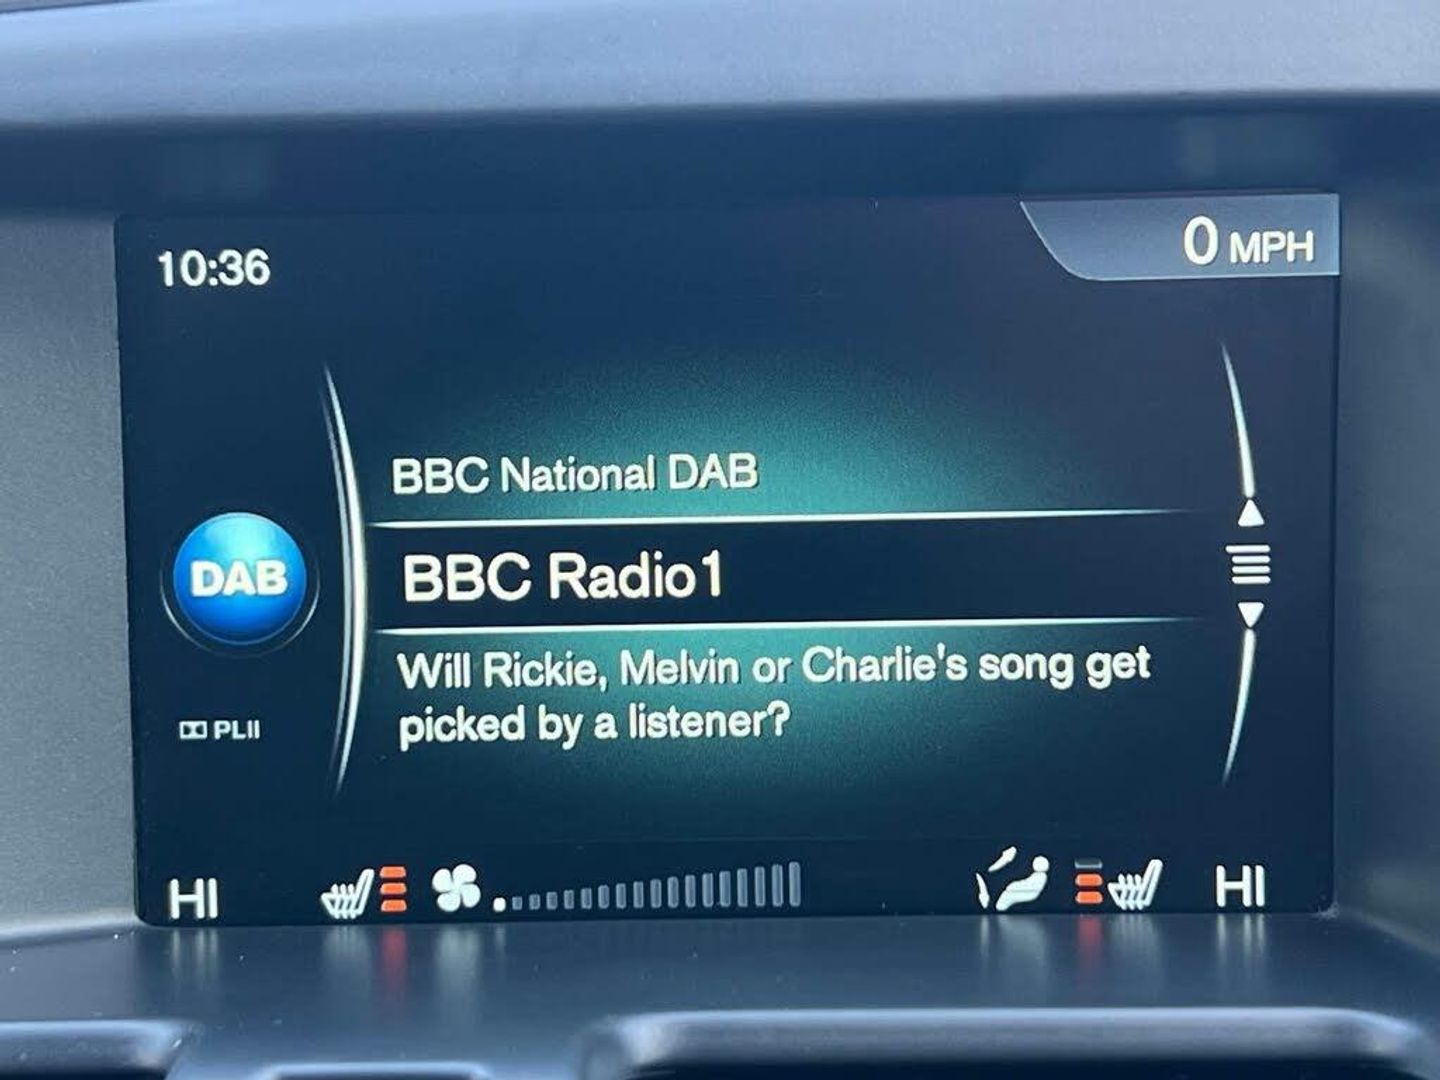 10:36
0 MPH
BBC National DAB
DAB
BBC Radio1
Will Rickie, Melvin or Charlie's song get
picked by a listener?
PLII
HI
HI